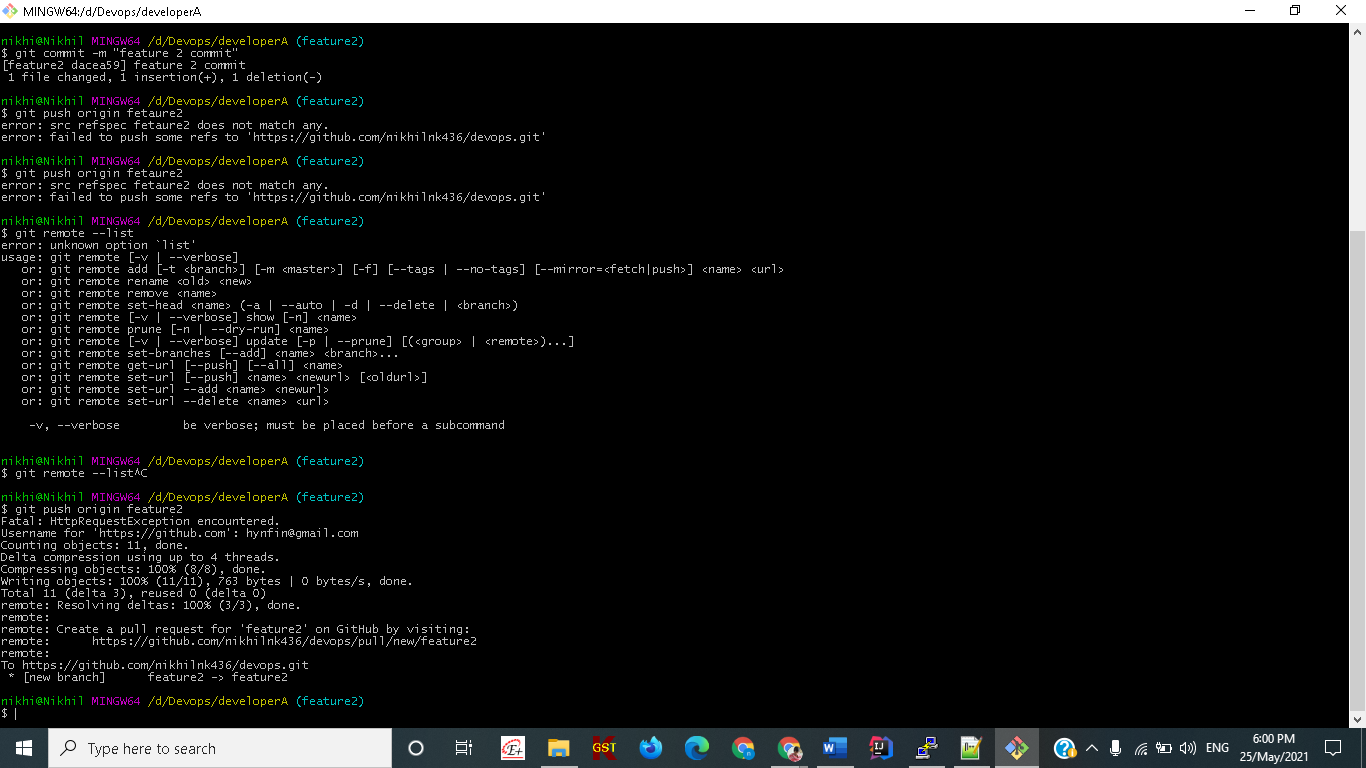 MINGW64:/d/Devops/developerA
nikhi@Nikhil MINGW64 /d/Devops/developerA (feature2)
$ git commit -m "feature 2 commit"
[feature2 dacea59] feature 2 commit
 1 file changed, 1 insertion(+), 1 deletion(-)
nikhi@Nikhil MINGW64 /d/Devops/developerA (feature2)
$ git push origin fetaure2
error: src refspec fetaure2 does not match any.
error: failed to push some refs to 'https://github.com/nikhilnk436/devops.git'
nikhi@Nikhil MINGW64 /d/Devops/developerA (feature2)
$ git push origin fetaure2
error: src refspec fetaure2 does not match any.
error: failed to push some refs to 'https://github.com/nikhilnk436/devops.git'
nikhi@Nikhil MINGW64 /d/Devops/developerA (feature2)
$ git remote --list
error: unknown option `list'
usage: git remote [-v | --verbose]
   or: git remote add [-t <branch>] [-m <master>] [-f] [--tags | --no-tags] [--mirror=<fetch|push>] <name> <url>
   or: git remote rename <old> <new>
   or: git remote remove <name>
   or: git remote set-head <name> (-a | --auto | -d | --delete | <branch>)
   or: git remote [-v | --verbose] show [-n] <name>
   or: git remote prune [-n | --dry-run] <name>
   or: git remote [-v | --verbose] update [-p | --prune] [(<group> | <remote>)...]
   or: git remote set-branches [--add] <name> <branch>...
   or: git remote get-url [--push] [--all] <name>
   or: git remote set-url [--push] <name> <newurl> [<oldurl>]
   or: git remote set-url --add <name> <newurl>
   or: git remote set-url --delete <name> <url>
    -v, --verbose         be verbose; must be placed before a subcommand
nikhi@Nikhil MINGW64 /d/Devops/developerA (feature2)
$ git remote --list^C
nikhi@Nikhil MINGW64 /d/Devops/developerA (feature2)
$ git push origin feature2
Fatal: HttpRequestException encountered.
Username for 'https://github.com': hynfin@gmail.com
Counting objects: 11, done.
Delta compression using up to 4 threads.
Compressing objects: 100% (8/8), done.
Writing objects: 100% (11/11), 763 bytes | 0 bytes/s, done.
Total 11 (delta 3), reused 0 (delta 0)
remote: Resolving deltas: 100% (3/3), done.
remote:
remote: Create a pull request for 'feature2' on GitHub by visiting:
remote:      https://github.com/nikhilnk436/devops/pull/new/feature2
remote:
To https://github.com/nikhilnk436/devops.git
 * [new branch]      feature2 -> feature2
nikhi@Nikhil MINGW64 /d/Devops/developerA (feature2)
$
Type here to search
GST
ENG
6:00 PM
25/May/2021